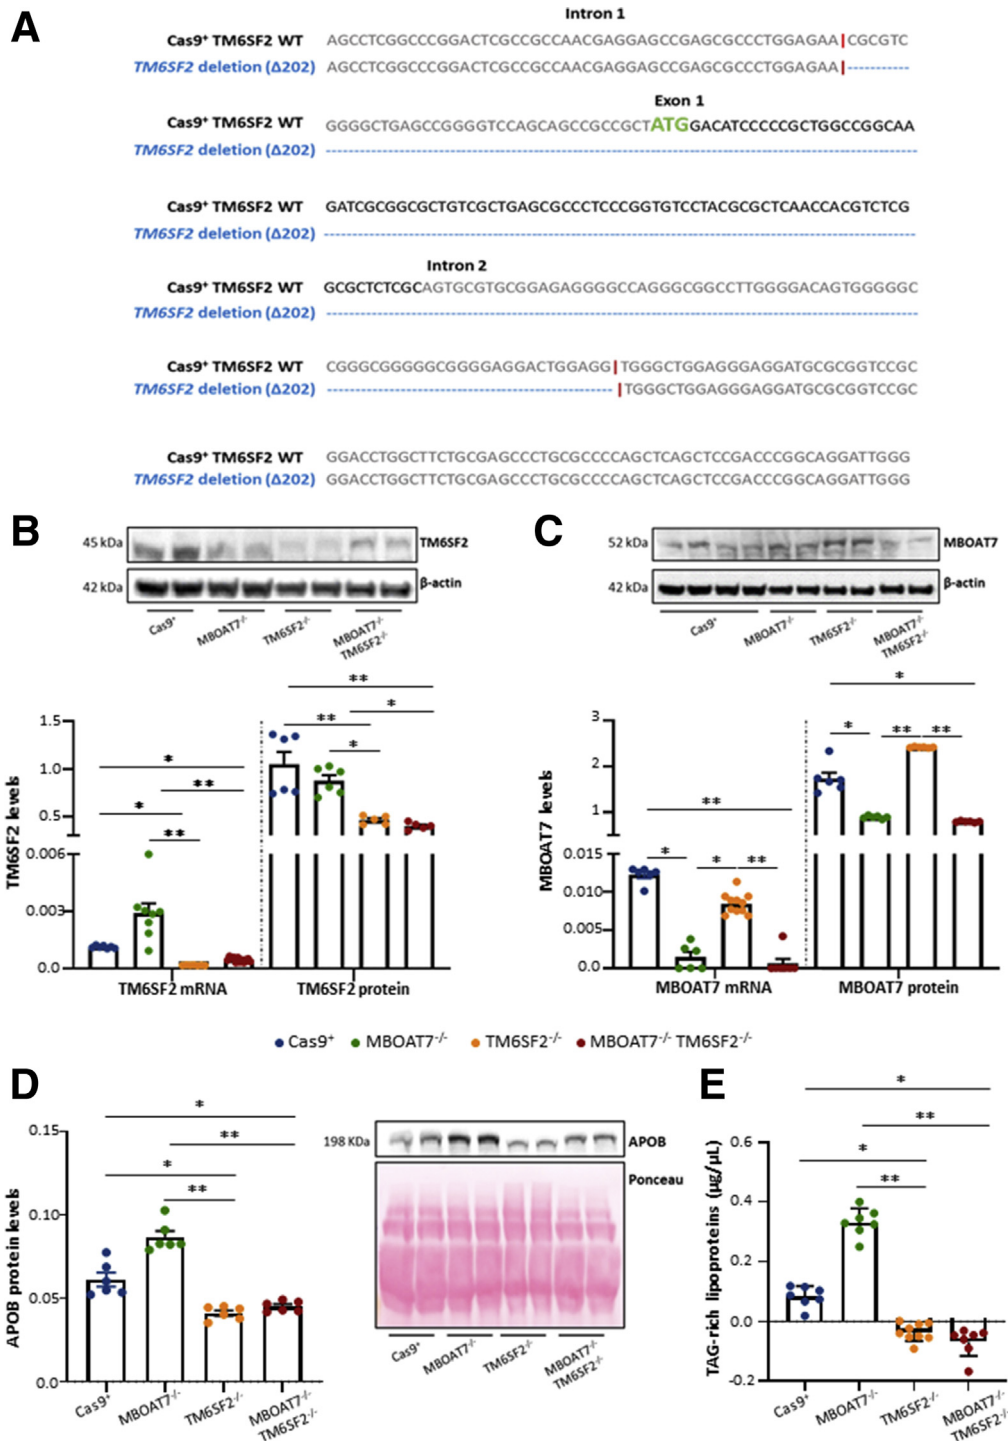 A
Intron 1
Cas9+ TM6SF2 WT AGCCTCGGCCCGGACTCGCCGCCAACGAGGAGCCGAGCGCCCTGGAGAA|CGCGTC
TM6SF2 deletion (Δ202) AGCCTCGGCCCGGACTCGCCGCCAACGAGGAGCCGAGCGCCCTGGAGAA|-----------
Exon 1
Cas9+ TM6SF2 WT GGGGCTGAGCCGGGGTCCAGCAGCCGCCGCTATGGACATCCCCCGCTGGCCGGCAA
TM6SF2 deletion (Δ202) --------------------------------------------------------
Cas9+ TM6SF2 WT GATCGCGGCGCTGTCGCTGAGCGCCCTCCCGGTGTCCTACGCGCTCAACCACGTCTCG
TM6SF2 deletion (Δ202) --------------------------------------------------------
Intron 2
Cas9+ TM6SF2 WT GCGCTCTCGCAGTGCGTGCGGAGAGGGGCCAGGGCGGCCTTGGGGACAGTGGGGGC
TM6SF2 deletion (Δ202) --------------------------------------------------------
Cas9+ TM6SF2 WT CGGGCGGGGGCGGGGAGGACTGGAGG|TGGGCTGGAGGGAGGATGCGCGGTCCGC
TM6SF2 deletion (Δ202) --------------------------|TGGGCTGGAGGGAGGATGCGCGGTCCGC
Cas9+ TM6SF2 WT GGACCTGGCTTCTGCGAGCCCTGCGCCCCAGCTCAGCTCCGACCCGGCAGGATTGGG
TM6SF2 deletion (Δ202) GGACCTGGCTTCTGCGAGCCCTGCGCCCCAGCTCAGCTCCGACCCGGCAGGATTGGG
B
45 kDa TM6SF2
42 kDa β-actin
Cas9+ MBOAT7-/- TM6SF2-/- MBOAT7-/- TM6SF2-/-
TM6SF2 levels
1.5
1.0
0.5
0.006
0.003
0.0
* ** * ** ** * ** *
TM6SF2 mRNA TM6SF2 protein
C
52 kDa MBOAT7
42 kDa β-actin
Cas9+ MBOAT7-/- TM6SF2-/- MBOAT7-/- TM6SF2-/-
MBOAT7 levels
3
2
1
0.015
0.010
0.005
0.0
** * * ** * * ** **
MBOAT7 mRNA MBOAT7 protein
Cas9+ MBOAT7-/- TM6SF2-/- MBOAT7-/- TM6SF2-/-
D
APOB protein levels
0.15
0.10
0.05
0.0
* ** * **
Cas9+ MBOAT7-/- TM6SF2-/- MBOAT7-/- TM6SF2-/-
198 KDa APOB
Ponceau
Cas9+ MBOAT7-/- TM6SF2-/- MBOAT7-/- TM6SF2-/-
E
TAG-rich lipoproteins (µg/µL)
0.6
0.4
0.2
0.0
-0.2
* ** * **
Cas9+ MBOAT7-/- TM6SF2-/- MBOAT7-/- TM6SF2-/-